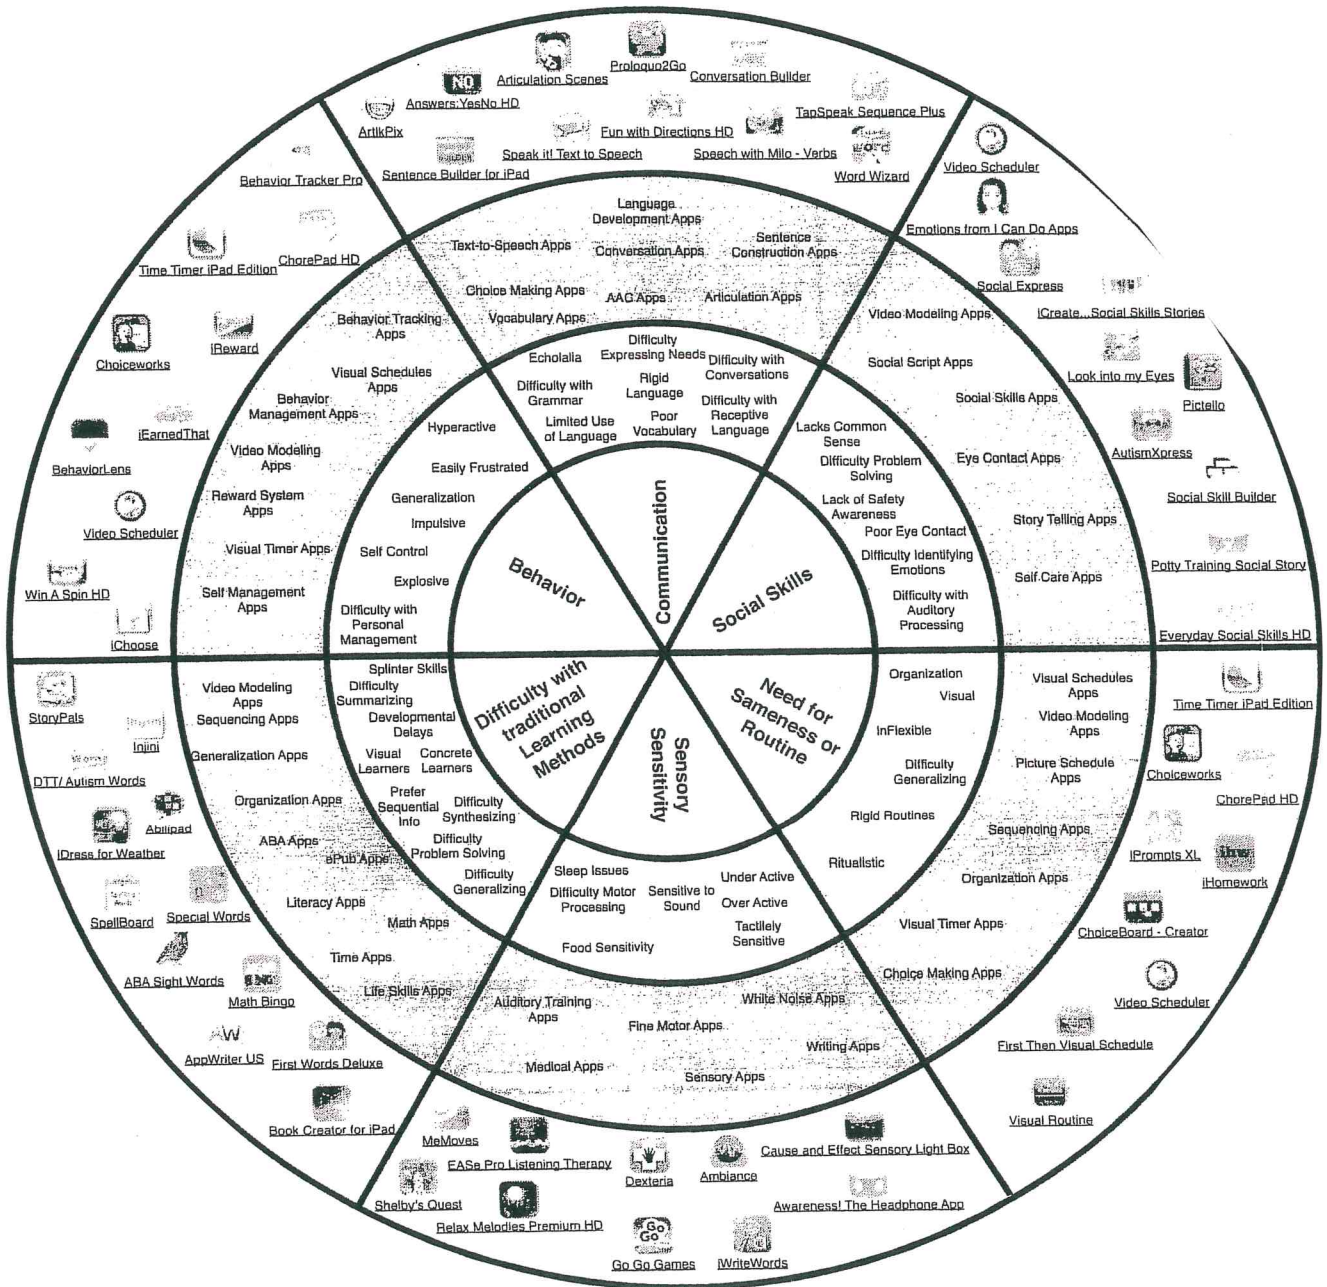 Communication
Language
Development Apps
Text-to-Speech Apps
Conversation Apps
Sentence
Construction Apps
Choice Making Apps
AAC Apps
Articulation Apps
Vocabulary Apps
Echolalia
Difficulty
Expressing Needs
Difficulty with
Conversations
Difficulty with
Grammar
Rigid
Language
Difficulty with
Receptive
Language
Limited Use
of Language
Poor
Vocabulary
Proloquo2Go
Articulation Scenes
Conversation Builder
NO
Answers:YesNo HD
TapSpeak Sequence Plus
ArtikPix
Fun with Directions HD
Sentence Builder for iPad
Speak it! Text to Speech
Speech with Milo - Verbs
Word Wizard
Social Skills
Lacks Common
Sense
Difficulty Problem
Solving
Lack of Safety
Awareness
Poor Eye Contact
Difficulty Identifying
Emotions
Difficulty with
Auditory
Processing
Video Modeling Apps
Social Script Apps
Social Skills Apps
Eye Contact Apps
Story Telling Apps
Self Care Apps
Video Scheduler
Emotions from I Can Do Apps
Social Express
iCreate...Social Skills Stories
Look into my Eyes
Pictello
AutismXpress
Social Skill Builder
Potty Training Social Story
Everyday Social Skills HD
Need for
Sameness or
Routine
Organization
Visual
InFlexible
Difficulty
Generalizing
Rigid Routines
Ritualistic
Visual Schedules
Apps
Video Modeling
Apps
Picture Schedule
Apps
Sequencing Apps
Organization Apps
Visual Timer Apps
Choice Making Apps
Time Timer iPad Edition
Choiceworks
ChorePad HD
iPrompts XL
ihw
iHomework
ChoiceBoard - Creator
Video Scheduler
First Then Visual Schedule
Visual Routine
Sensory
Sensitivity
Sleep Issues
Under Active
Difficulty Motor
Processing
Sensitive to
Sound
Over Active
Tactilely
Sensitive
Food Sensitivity
Auditory Training
Apps
White Noise Apps
Fine Motor Apps
Writing Apps
Medical Apps
Sensory Apps
MeMoves
EASe Pro Listening Therapy
Dexteria
Ambiance
Cause and Effect Sensory Light Box
Shelby's Quest
Relax Melodies Premium HD
Awareness! The Headphone App
Go
Go
Go Go Games
iWriteWords
Difficulty with
traditional
Learning
Methods
Splinter Skills
Difficulty
Summarizing
Developmental
Delays
Visual
Learners
Concrete
Learners
Prefer
Sequential
Info
Difficulty
Synthesizing
Difficulty
Problem Solving
Difficulty
Generalizing
Video Modeling
Apps
Sequencing Apps
Generalization Apps
Organization Apps
ABA Apps
ePub Apps
Literacy Apps
Math Apps
Time Apps
Life Skills Apps
StoryPals
Injini
DTT/ Autism Words
Abilipad
iDress for Weather
SpellBoard
Special Words
ABA Sight Words
Math Bingo
AW
AppWriter US
First Words Deluxe
Book Creator for iPad
Behavior
Hyperactive
Easily Frustrated
Generalization
Impulsive
Self Control
Explosive
Difficulty with
Personal
Management
Behavior Tracking
Apps
Visual Schedules
Apps
Behavior
Management Apps
Video Modeling
Apps
Reward System
Apps
Visual Timer Apps
Self Management
Apps
Behavior Tracker Pro
Time Timer iPad Edition
ChorePad HD
Choiceworks
iReward
iEarnedThat
BehaviorLens
Video Scheduler
Win A Spin HD
iChoose